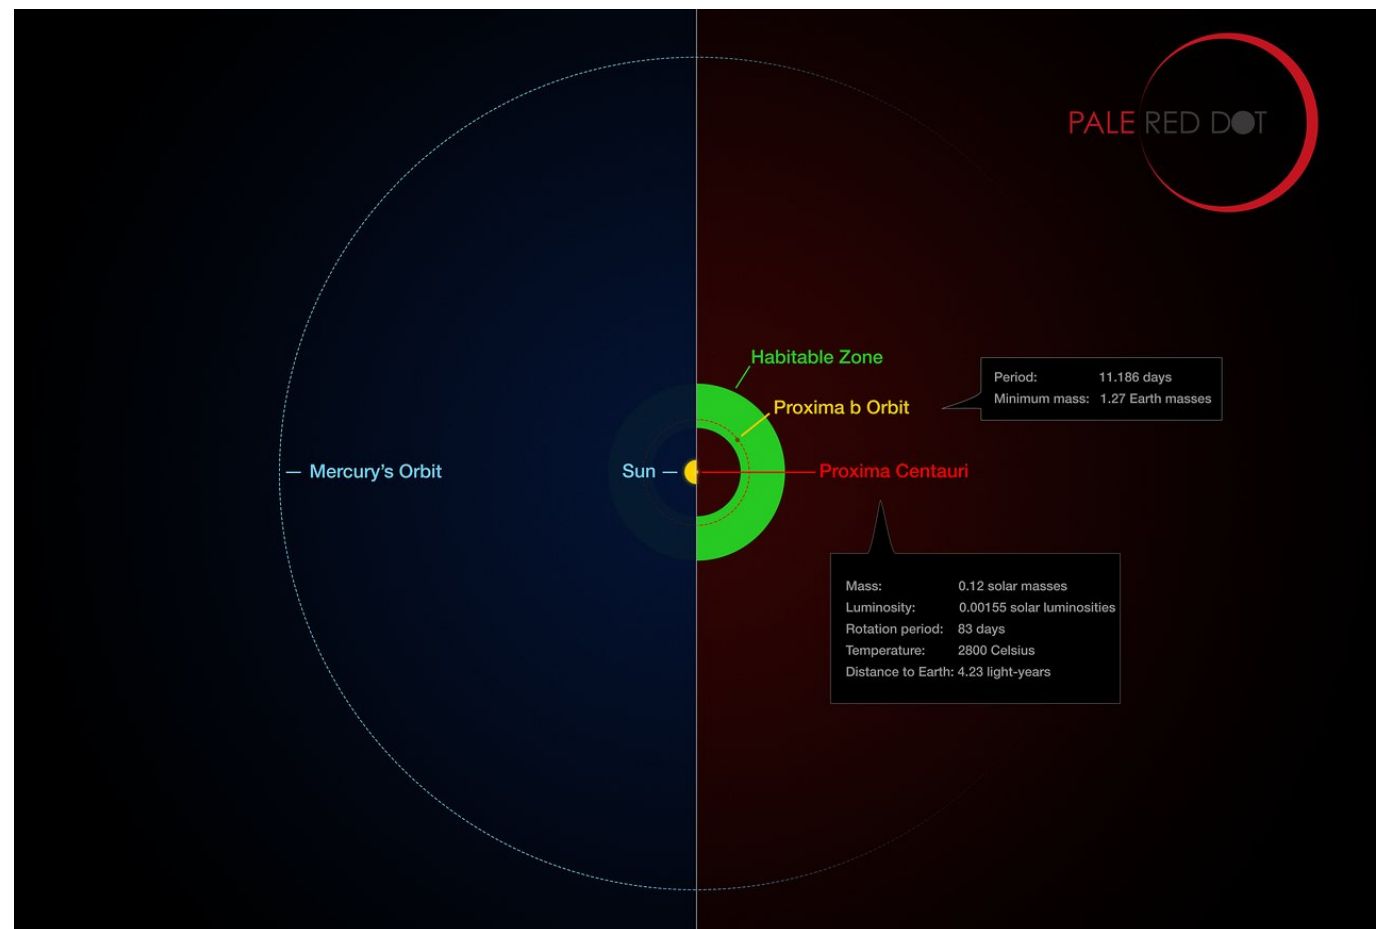 PALE RED DOT
Habitable Zone
Period: 11.186 days
Minimum mass: 1.27 Earth masses
Proxima b Orbit
Mercury's Orbit
Sun
Proxima Centauri
Mass: 0.12 solar masses
Luminosity: 0.00155 solar luminosities
Rotation period: 83 days
Temperature: 2800 Celsius
Distance to Earth: 4.23 light-years